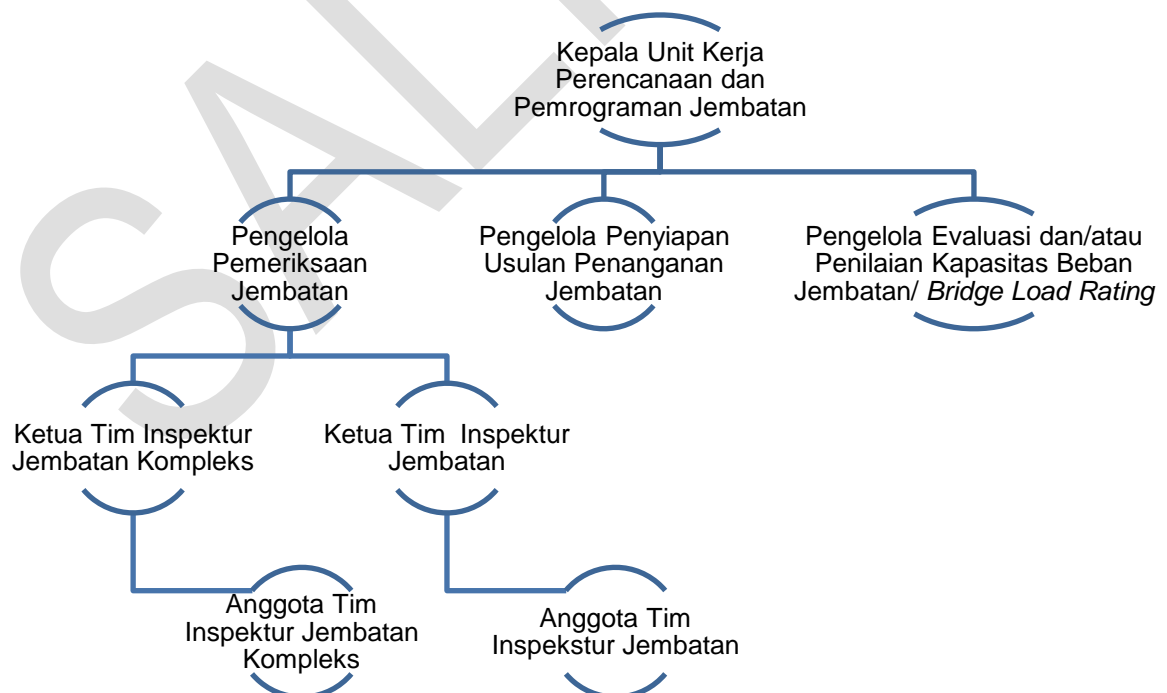 Kepala Unit Kerja
Perencanaan dan
Pemrograman Jembatan
Pengelola
Pemeriksaan
Jembatan
Pengelola Penyiapan
Usulan Penanganan
Jembatan
Pengelola Evaluasi dan/atau
Penilaian Kapasitas Beban
Jembatan/ Bridge Load Rating
Ketua Tim Inspektur
Jembatan Kompleks
Ketua Tim  Inspektur
Jembatan
Anggota Tim
Inspektur Jembatan
Kompleks
Anggota Tim
Inspekstur Jembatan